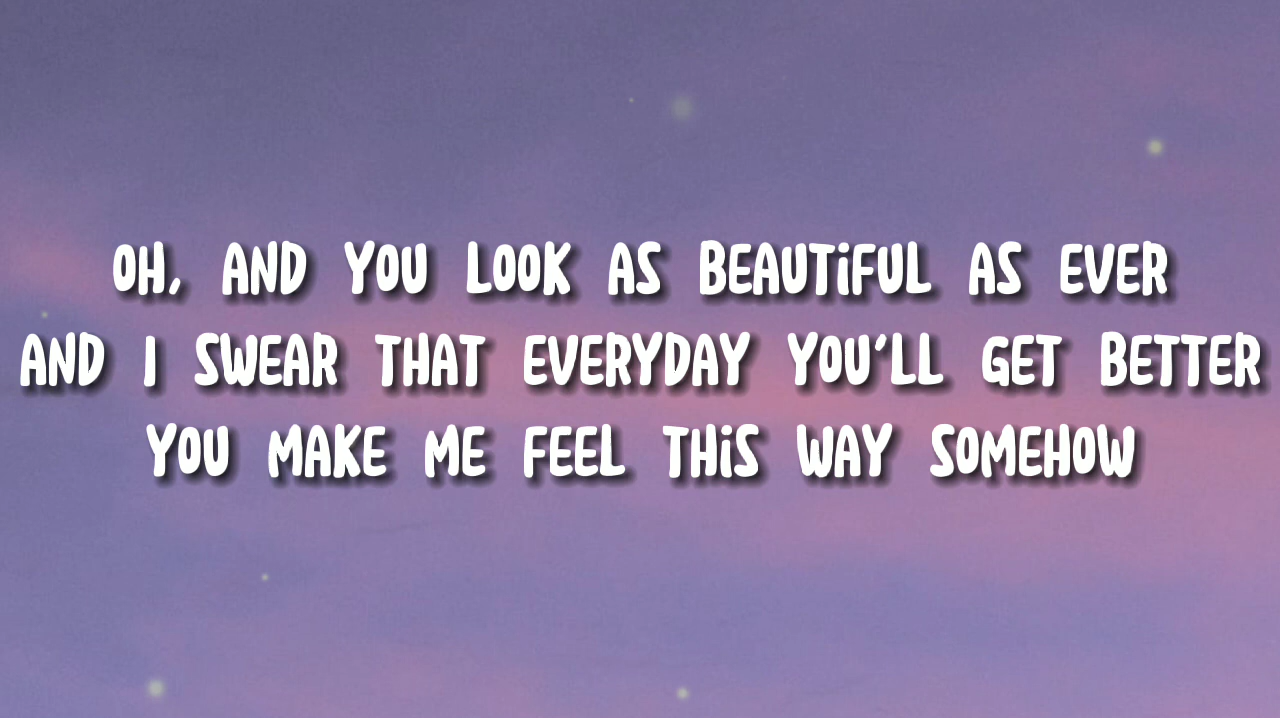 OH, AND YOU LOOK AS BEAUTiFUL AS EVER
AND I SWEAR THAT EVERYDAY YOU'LL GET BETTER
YOU MAKE ME FEEL THiS WAY SOMEHOW